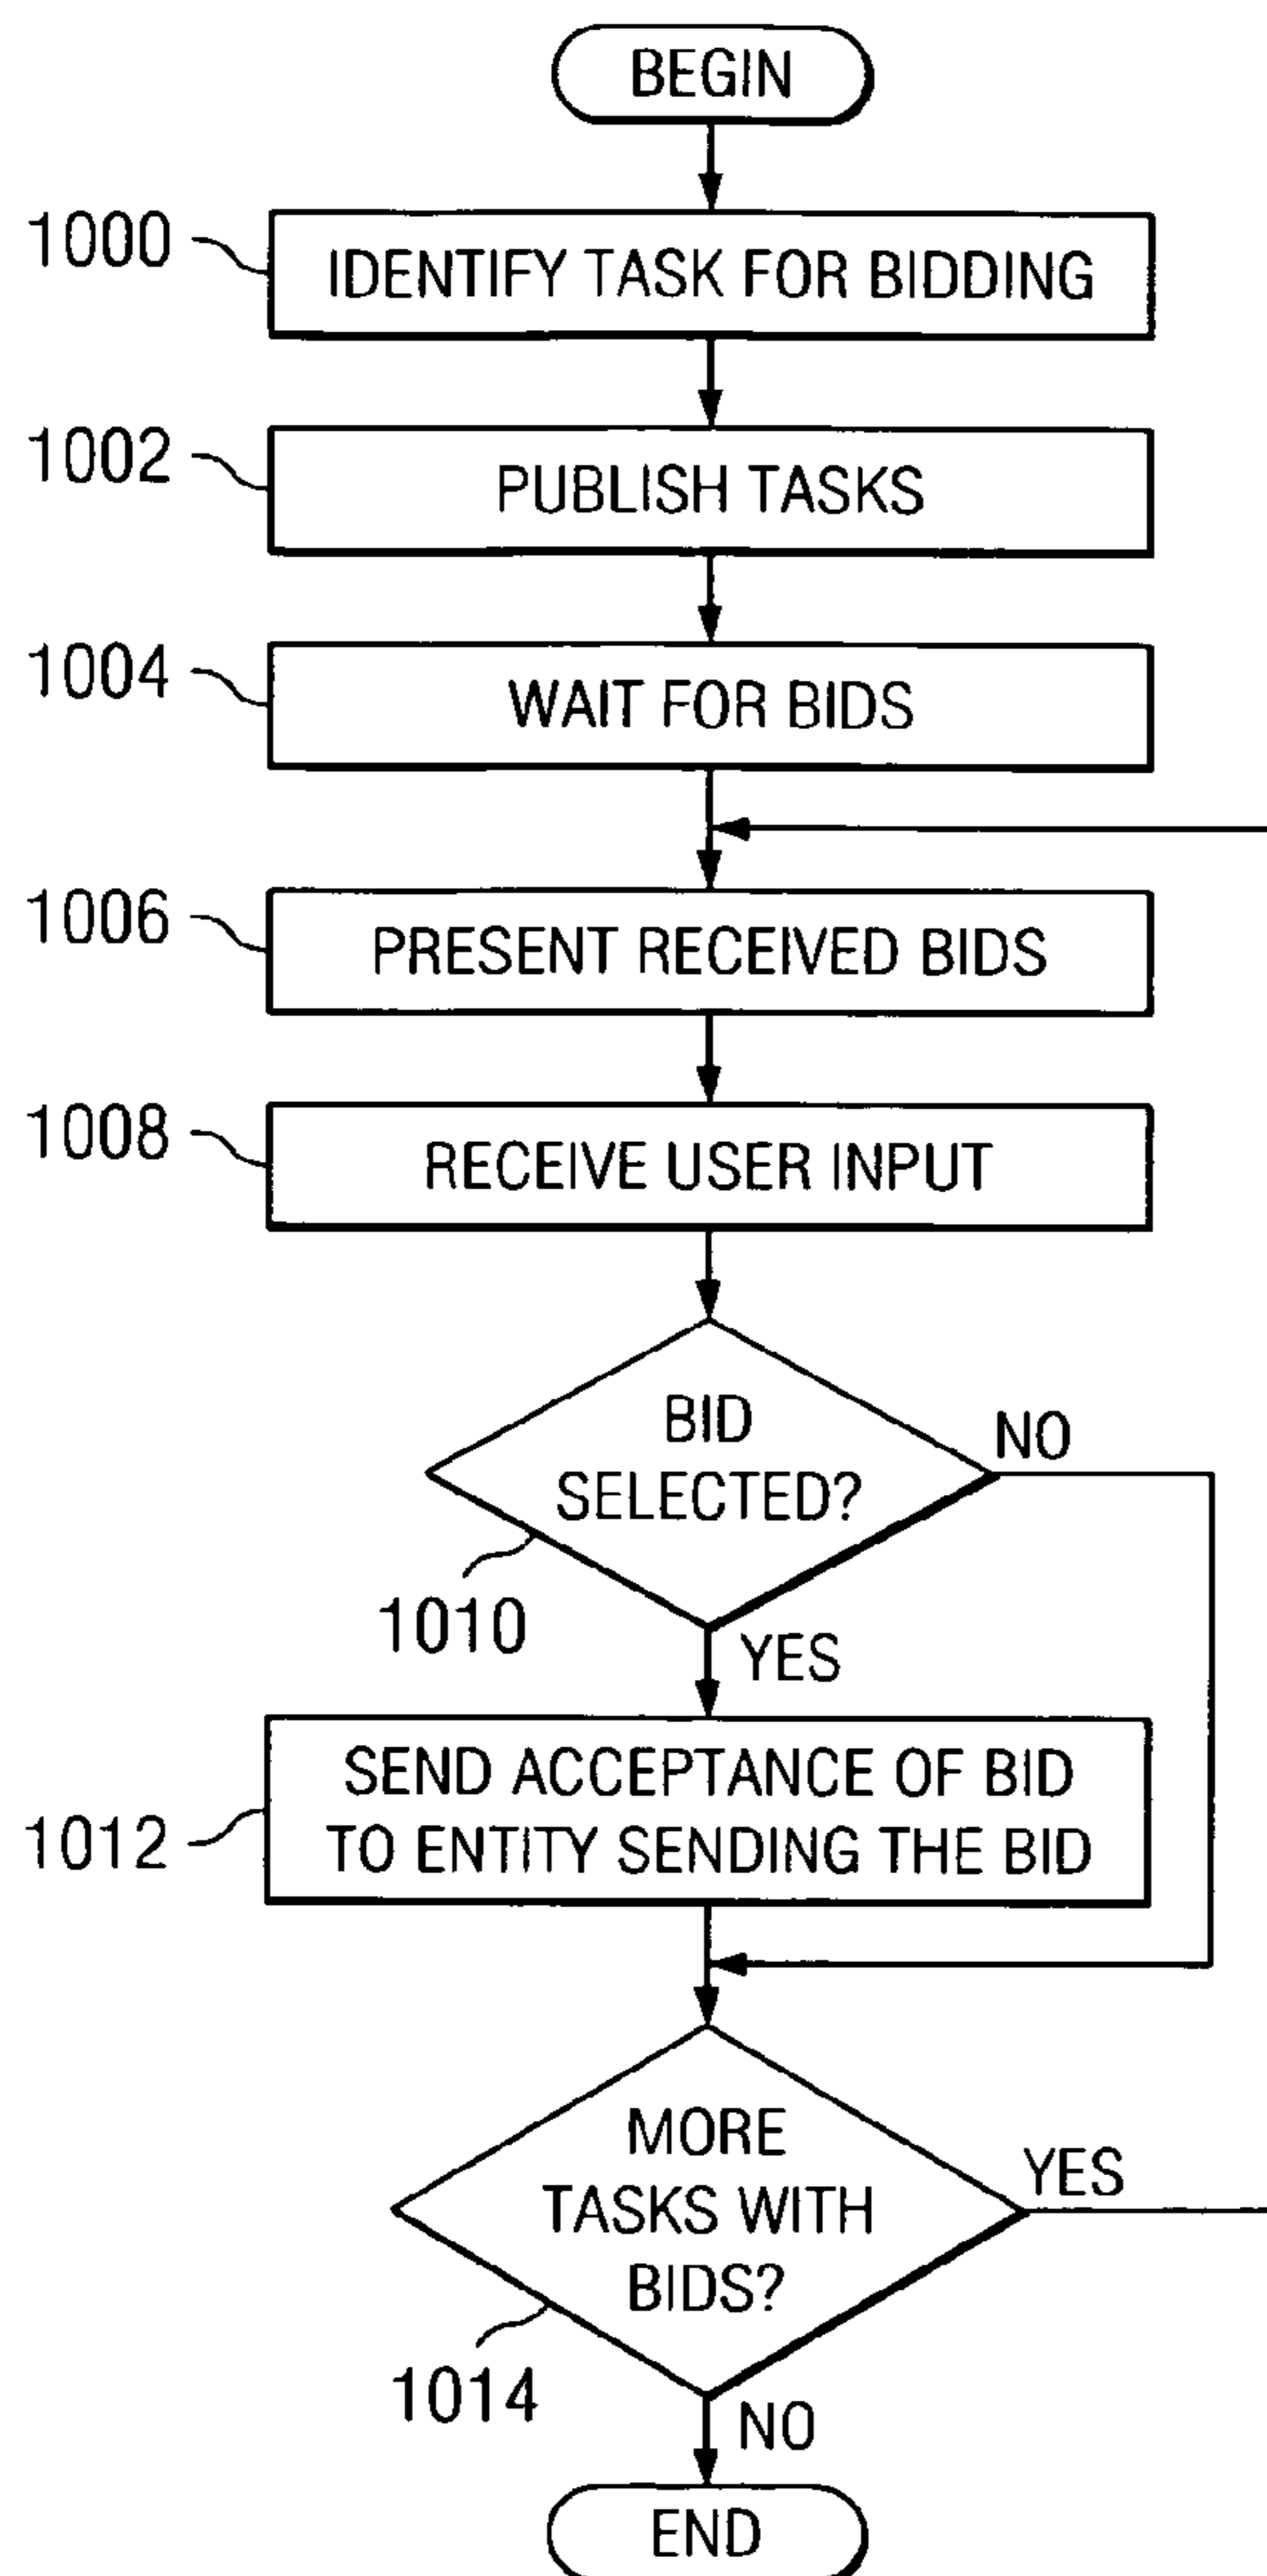 BEGIN
1000
IDENTIFY TASK FOR BIDDING
1002
PUBLISH TASKS
1004
WAIT FOR BIDS
1006
PRESENT RECEIVED BIDS
1008
RECEIVE USER INPUT
BID
SELECTED?
NO
1010
YES
SEND ACCEPTANCE OF BID
TO ENTITY SENDING THE BID
1012
MORE
TASKS WITH
BIDS?
YES
1014
NO
END